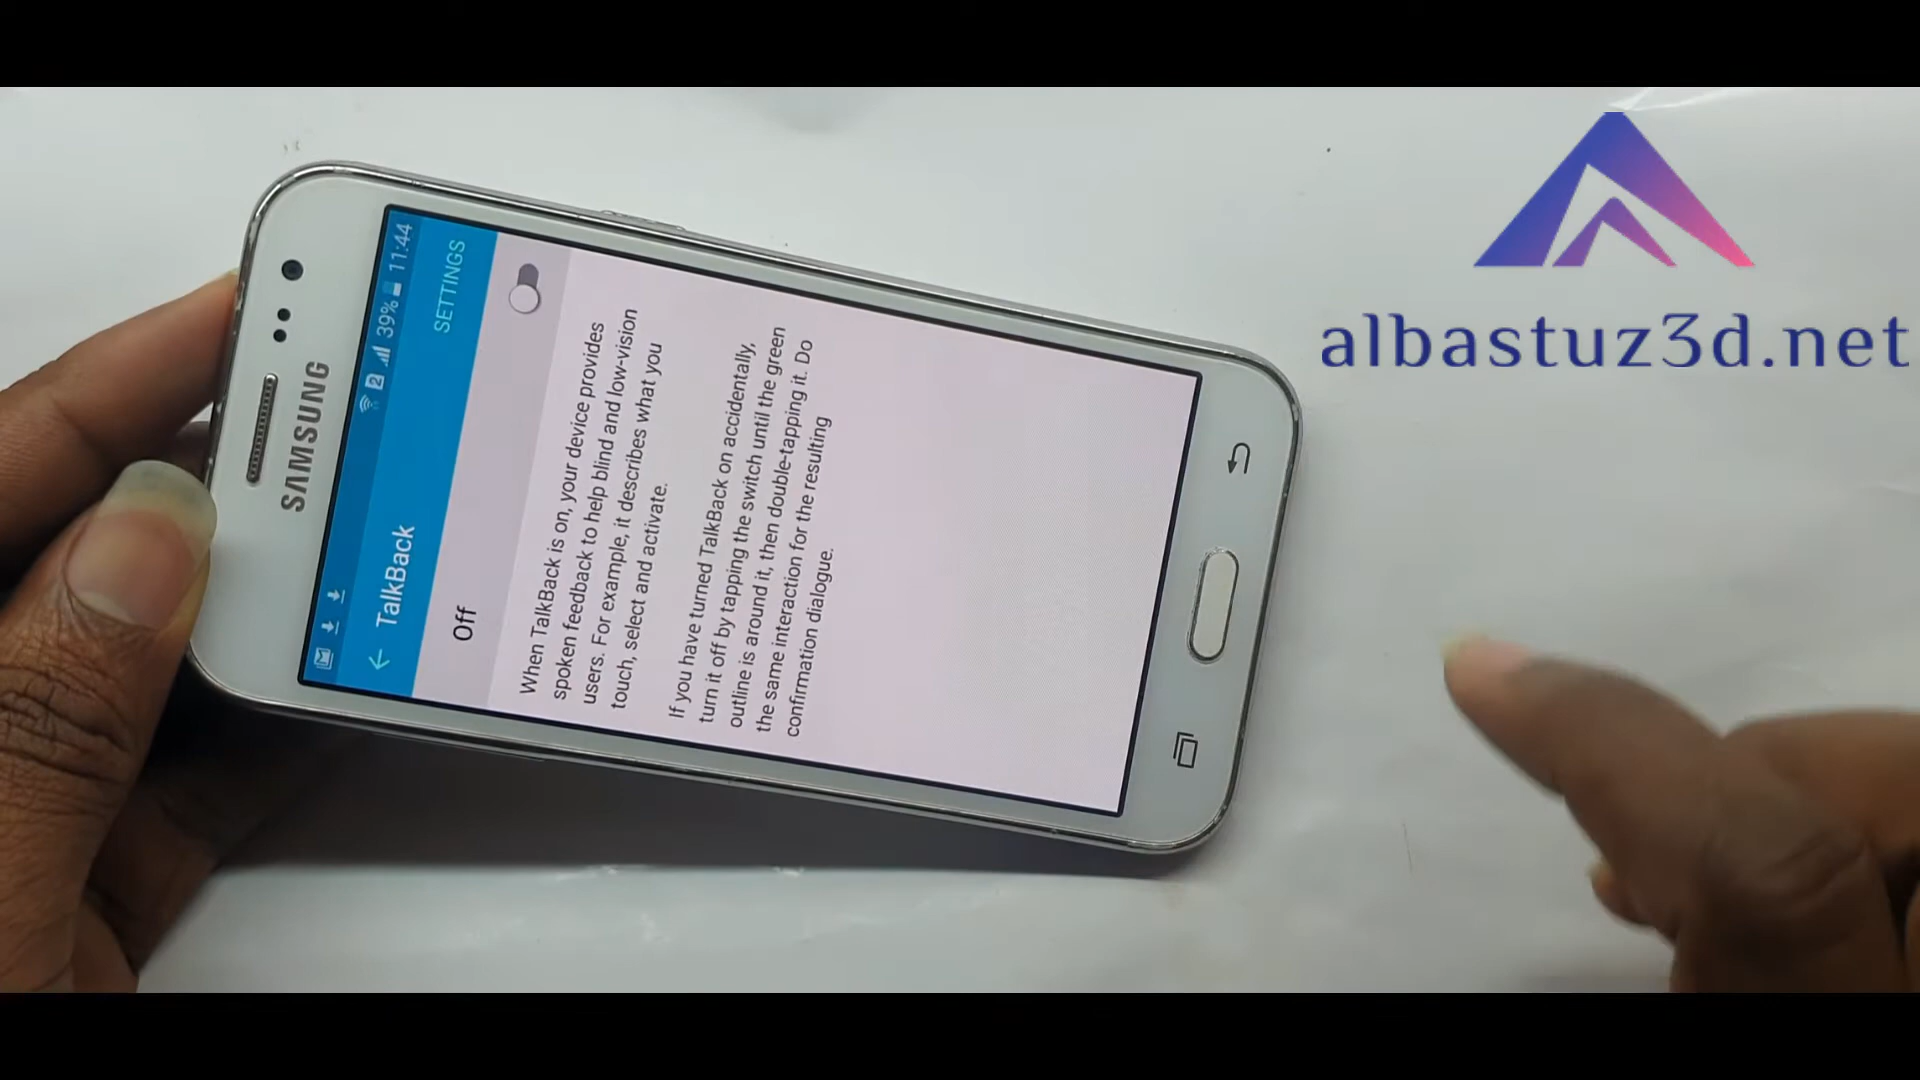 SAMSUNG
2 39% 11:44
TalkBack
SETTINGS
Off
When TalkBack is on, your device provides
spoken feedback to help blind and low-vision
users. For example, it describes what you
touch, select and activate.
If you have turned TalkBack on accidentally,
turn it off by tapping the switch until the green
outline is around it, then double-tapping it. Do
the same interaction for the resulting
confirmation dialogue.
albastuz3d.net